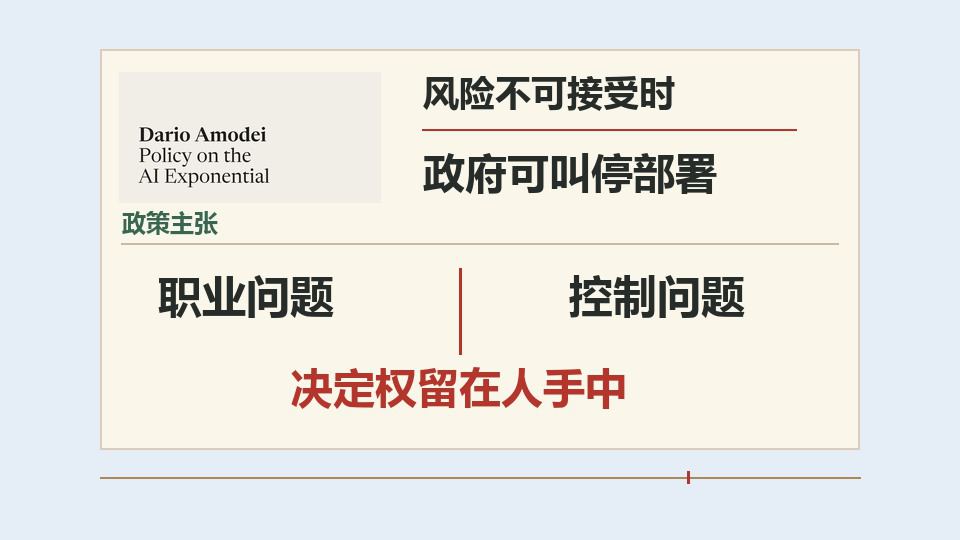 Dario Amodei
Policy on the
AI Exponential
政策主张
风险不可接受时
政府可叫停部署
职业问题
控制问题
决定权留在人手中